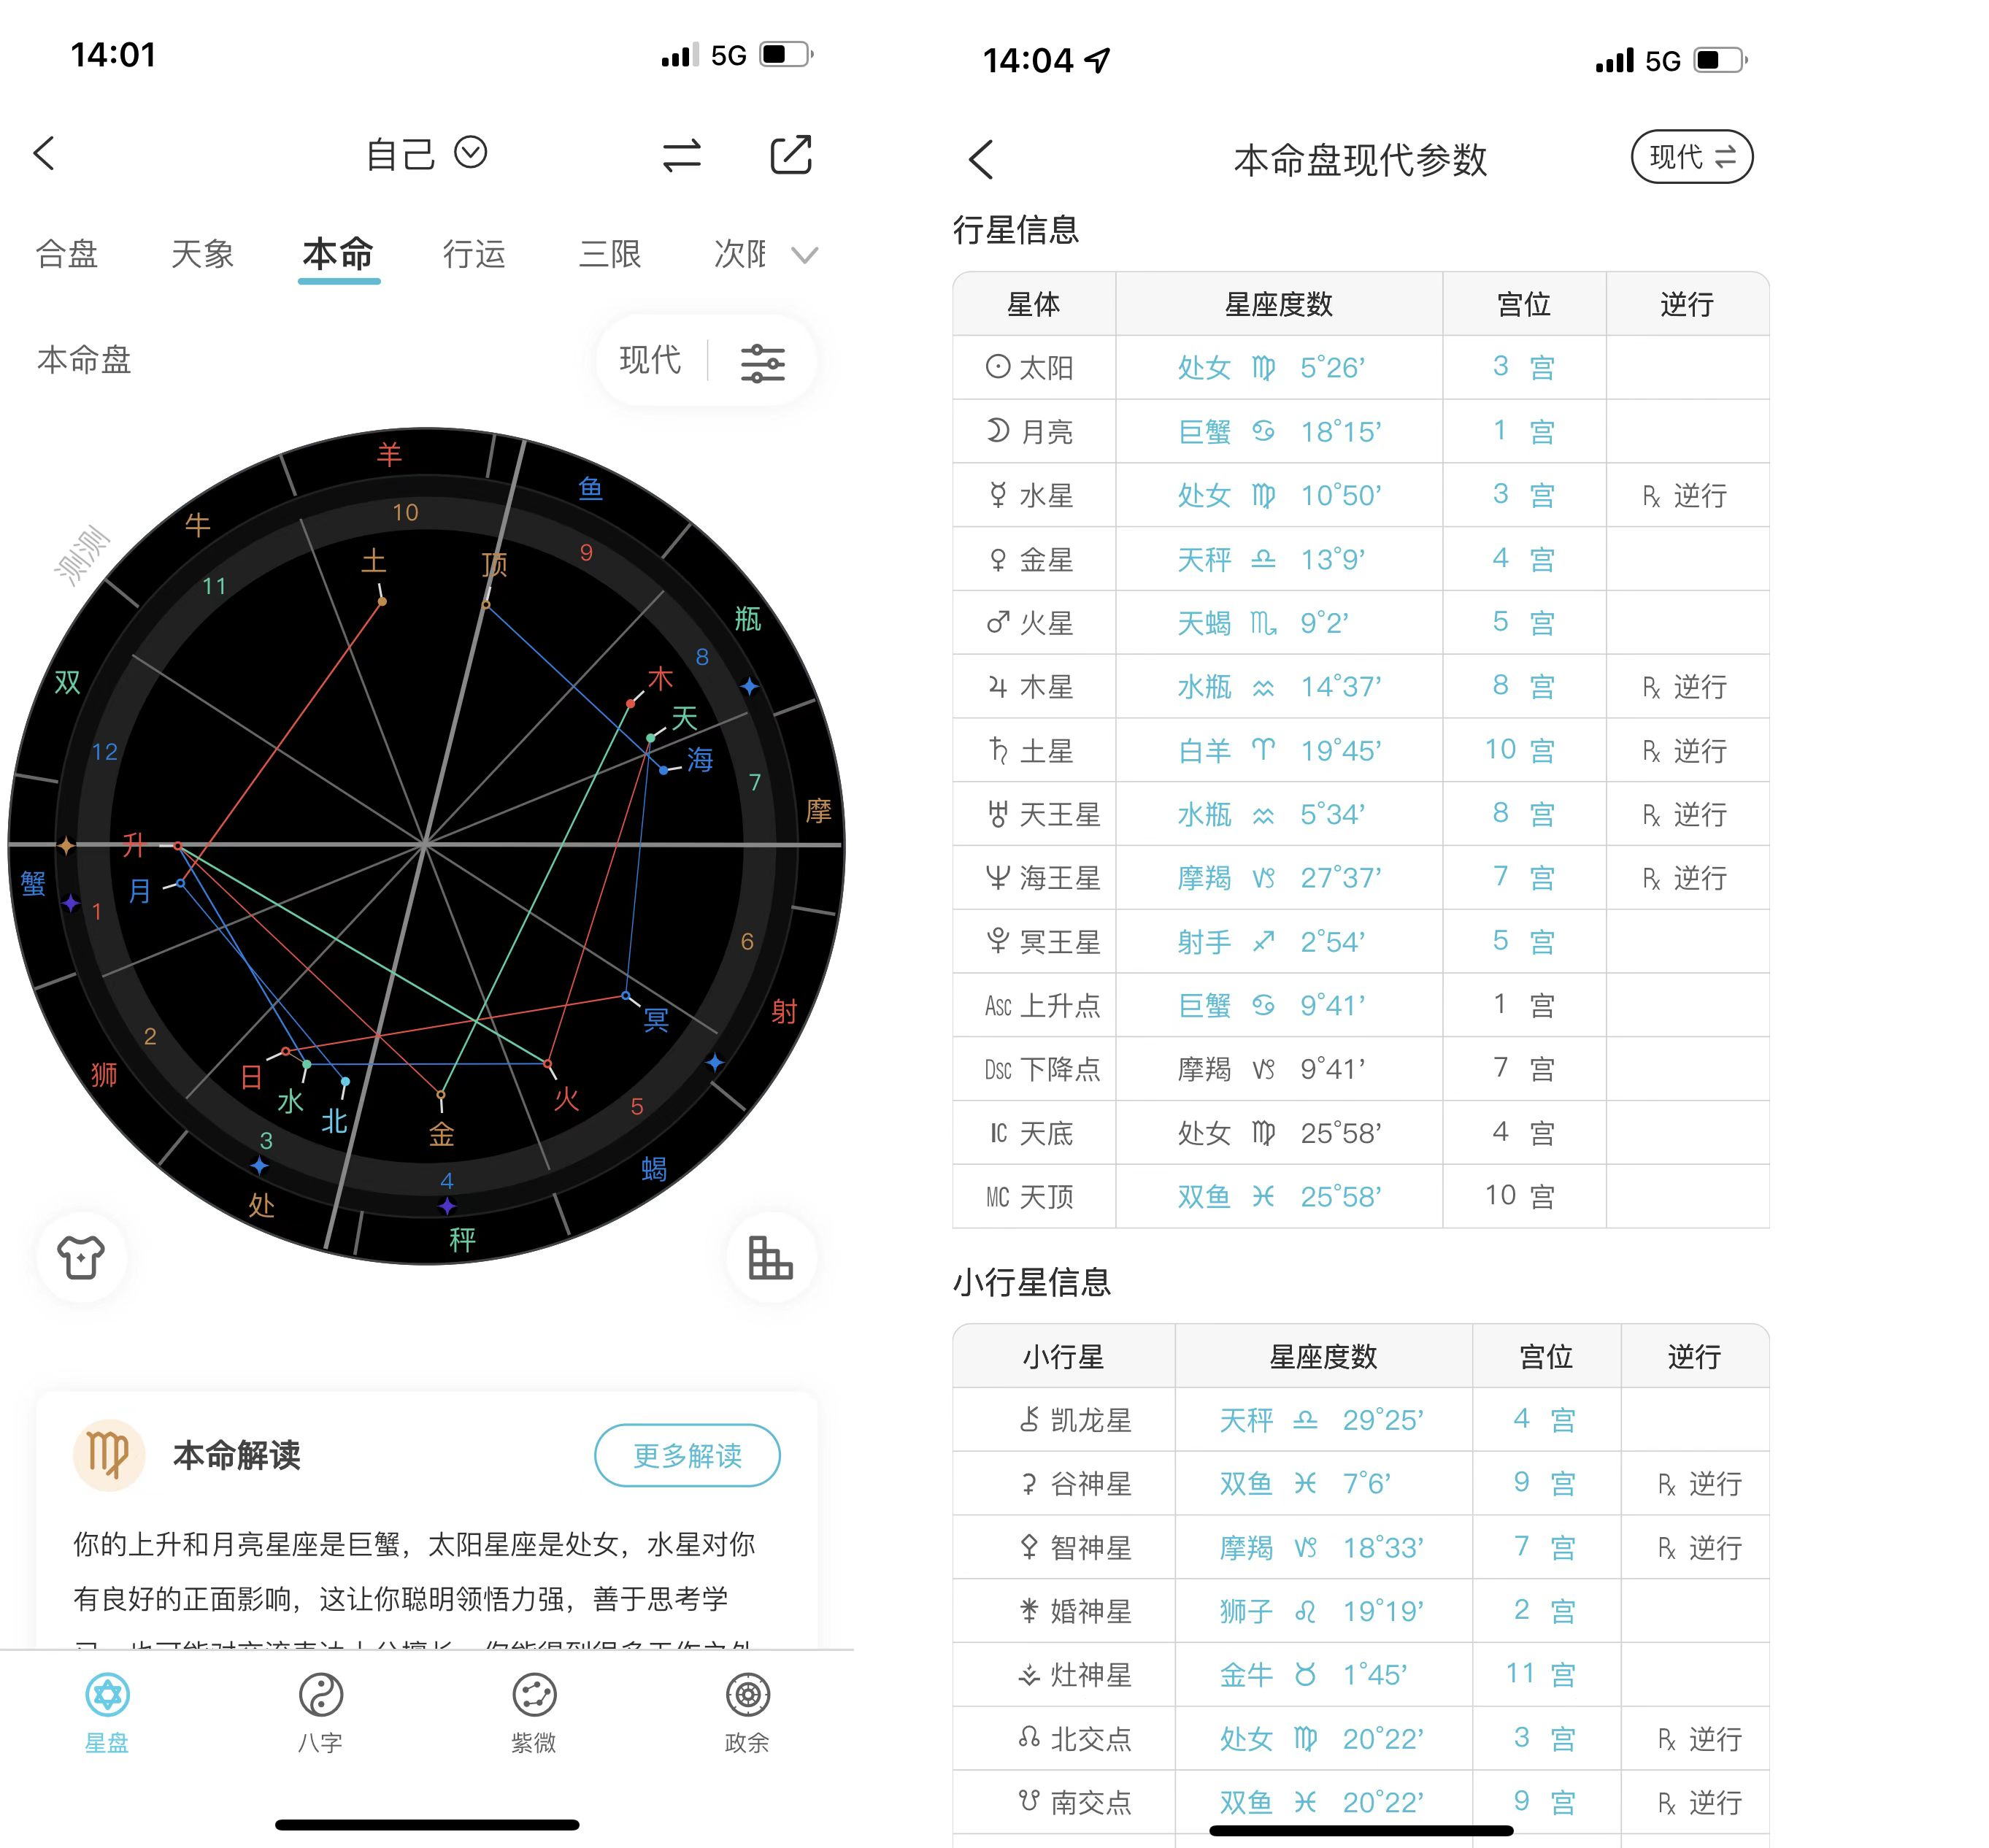 14:01
5G
自己
合盘 天象 本命 行运 三限 次限
本命盘
现代
测测
羊
鱼
牛
瓶
双
摩
蟹
射
狮
蝎
处
秤
10
9
11
8
12
7
1
6
2
5
3
4
土
顶
木
天
海
升
月
冥
日
水
北
金
火
本命解读
更多解读
你的上升和月亮星座是巨蟹，太阳星座是处女，水星对你
有良好的正面影响，这让你聪明领悟力强，善于思考学
星盘 八字 紫微 政余
14:04
5G
本命盘现代参数
现代
行星信息
星体 星座度数 宫位 逆行
☉ 太阳 处女 ♍ 5°26’ 3 宫
☽ 月亮 巨蟹 ♋ 18°15’ 1 宫
☿ 水星 处女 ♍ 10°50’ 3 宫 ℞ 逆行
♀ 金星 天秤 ♎ 13°9’ 4 宫
♂ 火星 天蝎 ♏ 9°2’ 5 宫
♃ 木星 水瓶 ♒ 14°37’ 8 宫 ℞ 逆行
♄ 土星 白羊 ♈ 19°45’ 10 宫 ℞ 逆行
♅ 天王星 水瓶 ♒ 5°34’ 8 宫 ℞ 逆行
♆ 海王星 摩羯 ♑ 27°37’ 7 宫 ℞ 逆行
冥王星 射手 ♐ 2°54’ 5 宫
Asc 上升点 巨蟹 ♋ 9°41’ 1 宫
Dsc 下降点 摩羯 ♑ 9°41’ 7 宫
IC 天底 处女 ♍ 25°58’ 4 宫
MC 天顶 双鱼 ♓ 25°58’ 10 宫
小行星信息
小行星 星座度数 宫位 逆行
凯龙星 天秤 ♎ 29°25’ 4 宫
谷神星 双鱼 ♓ 7°6’ 9 宫 ℞ 逆行
智神星 摩羯 ♑ 18°33’ 7 宫 ℞ 逆行
婚神星 狮子 ♌ 19°19’ 2 宫
灶神星 金牛 ♉ 1°45’ 11 宫
☊ 北交点 处女 ♍ 20°22’ 3 宫 ℞ 逆行
☋ 南交点 双鱼 ♓ 20°22’ 9 宫 ℞ 逆行